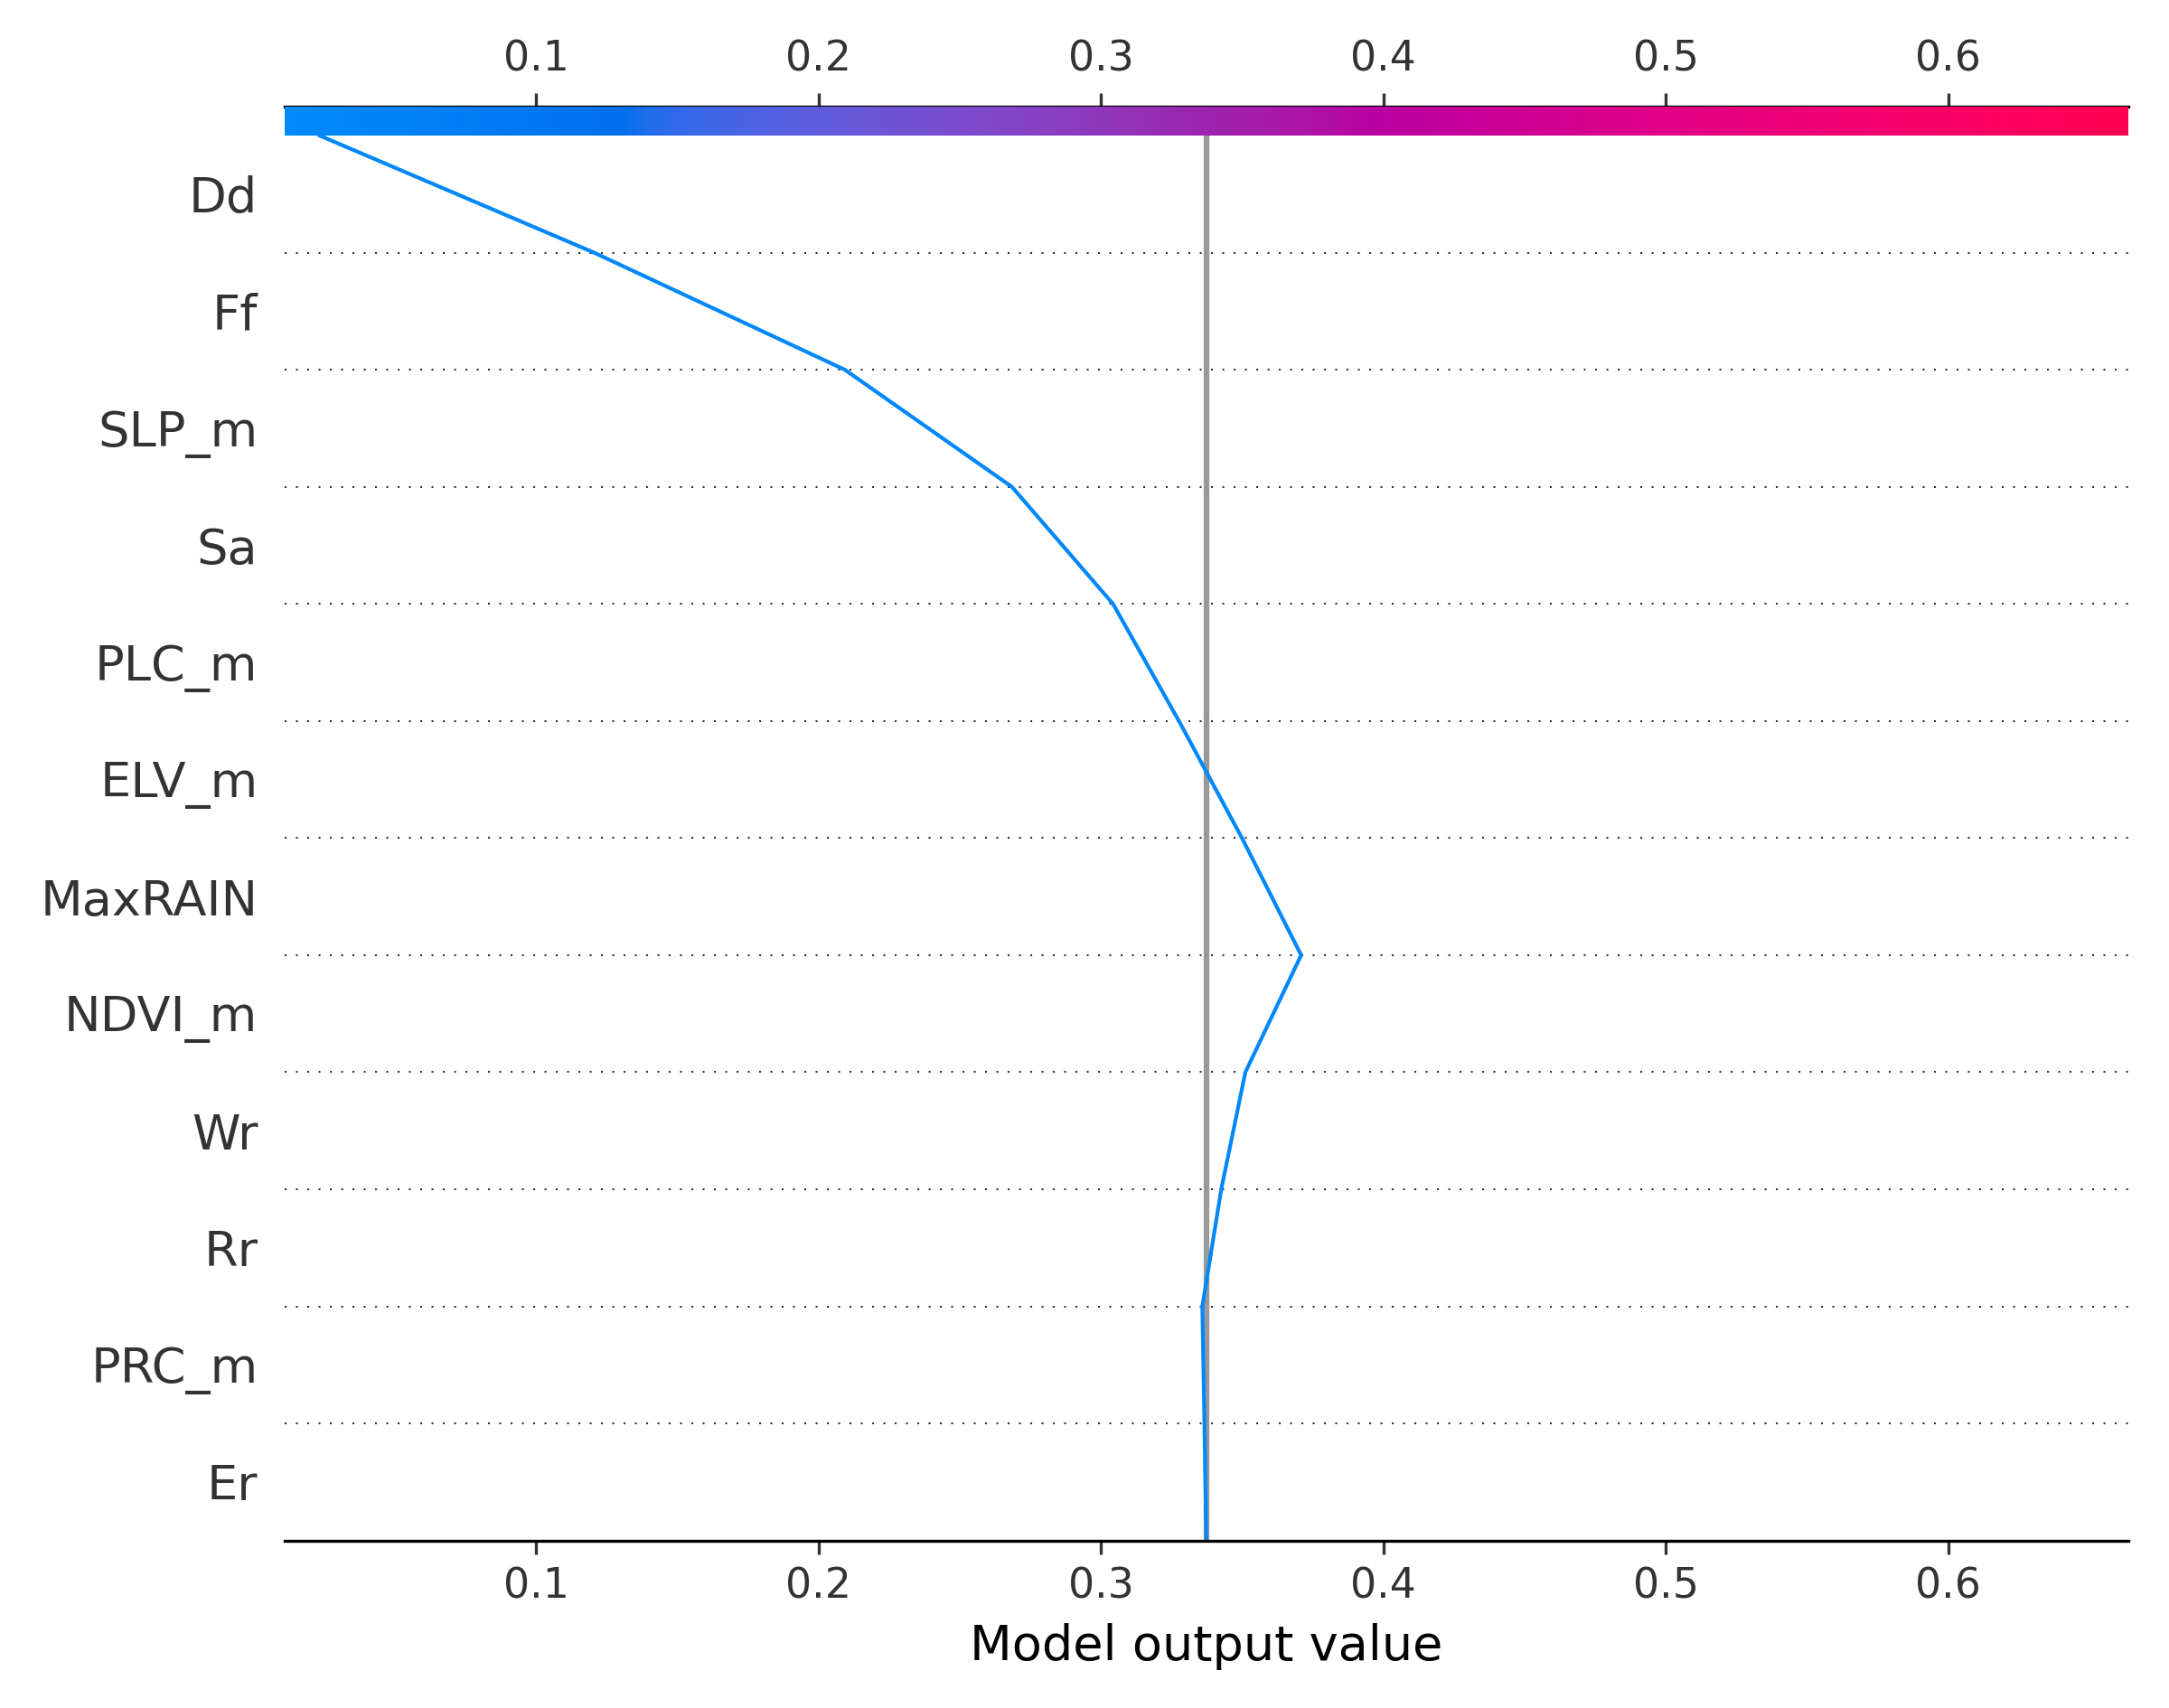 0.1 0.2 0.3 0.4 0.5 0.6
Dd
Ff
SLP_m
Sa
PLC_m
ELV_m
MaxRAIN
NDVI_m
Wr
Rr
PRC_m
Er
0.1 0.2 0.3 0.4 0.5 0.6
Model output value